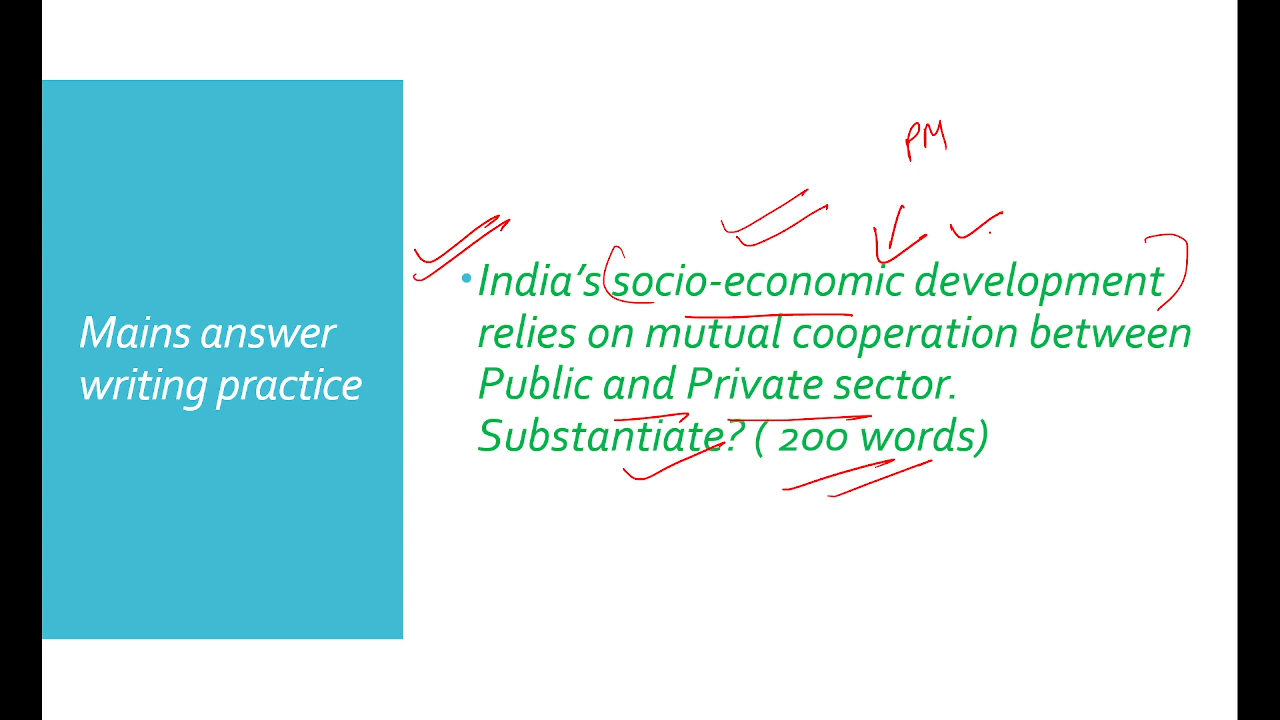 Mains answer
writing practice
PM
• India's socio-economic development
relies on mutual cooperation between
Public and Private sector.
Substantiate? ( 200 words)